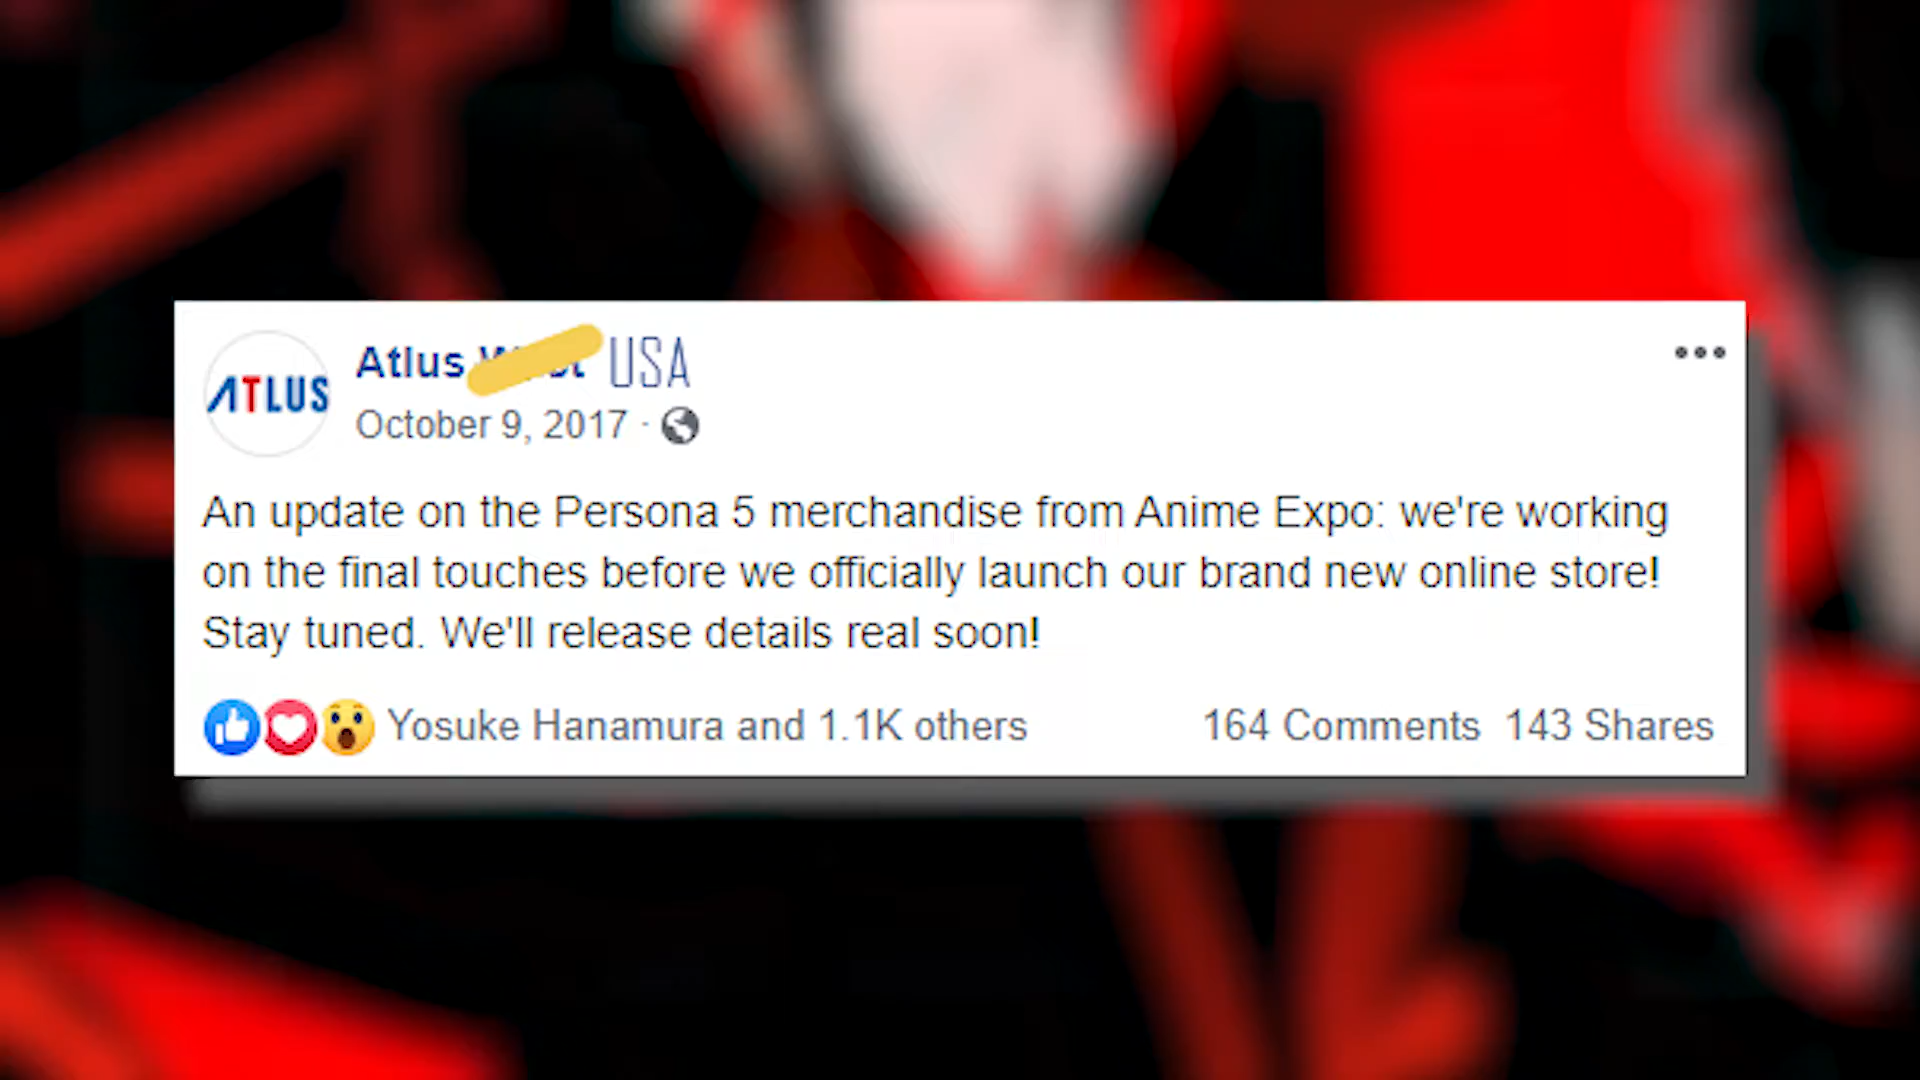 ATLUS
Atlus USA
October 9, 2017 ·
An update on the Persona 5 merchandise from Anime Expo: we're working
on the final touches before we officially launch our brand new online store!
Stay tuned. We'll release details real soon!
Yosuke Hanamura and 1.1K others 164 Comments 143 Shares